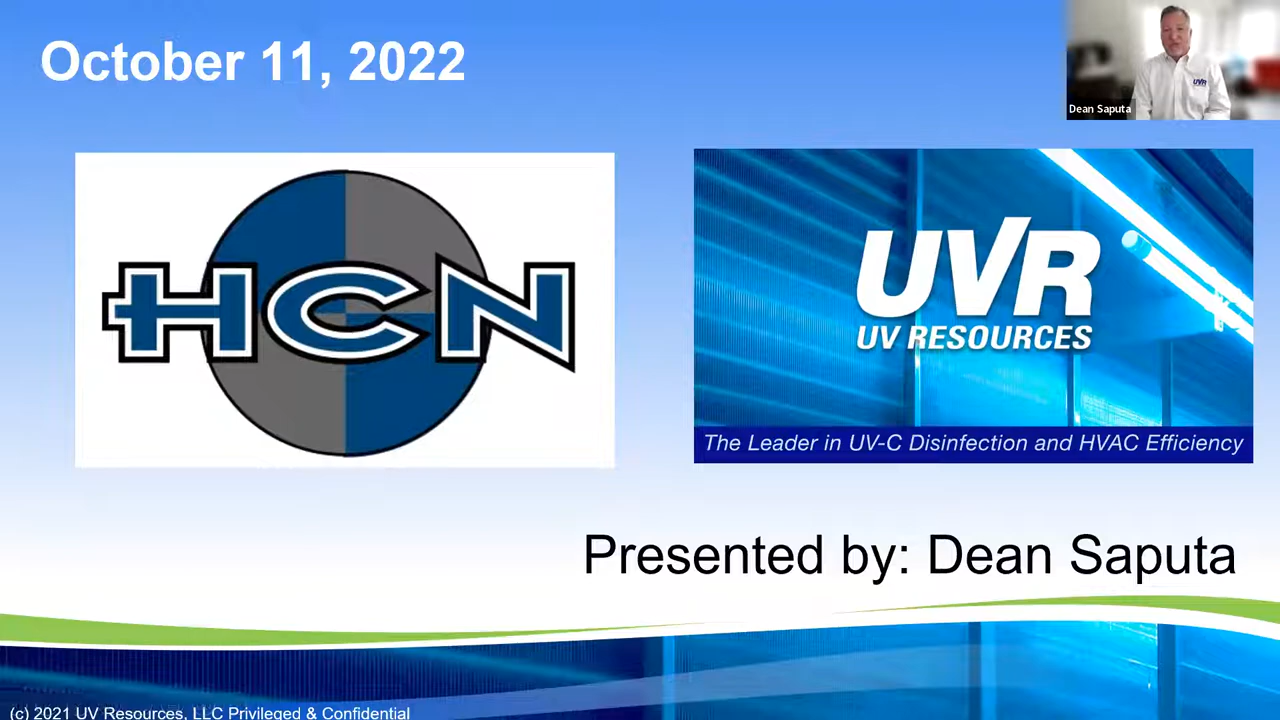 October 11, 2022
UVR
Dean Saputa
HCN
UVR
UV RESOURCES
The Leader in UV-C Disinfection and HVAC Efficiency
Presented by: Dean Saputa
(c) 2021 UV Resources, LLC Privileged & Confidential